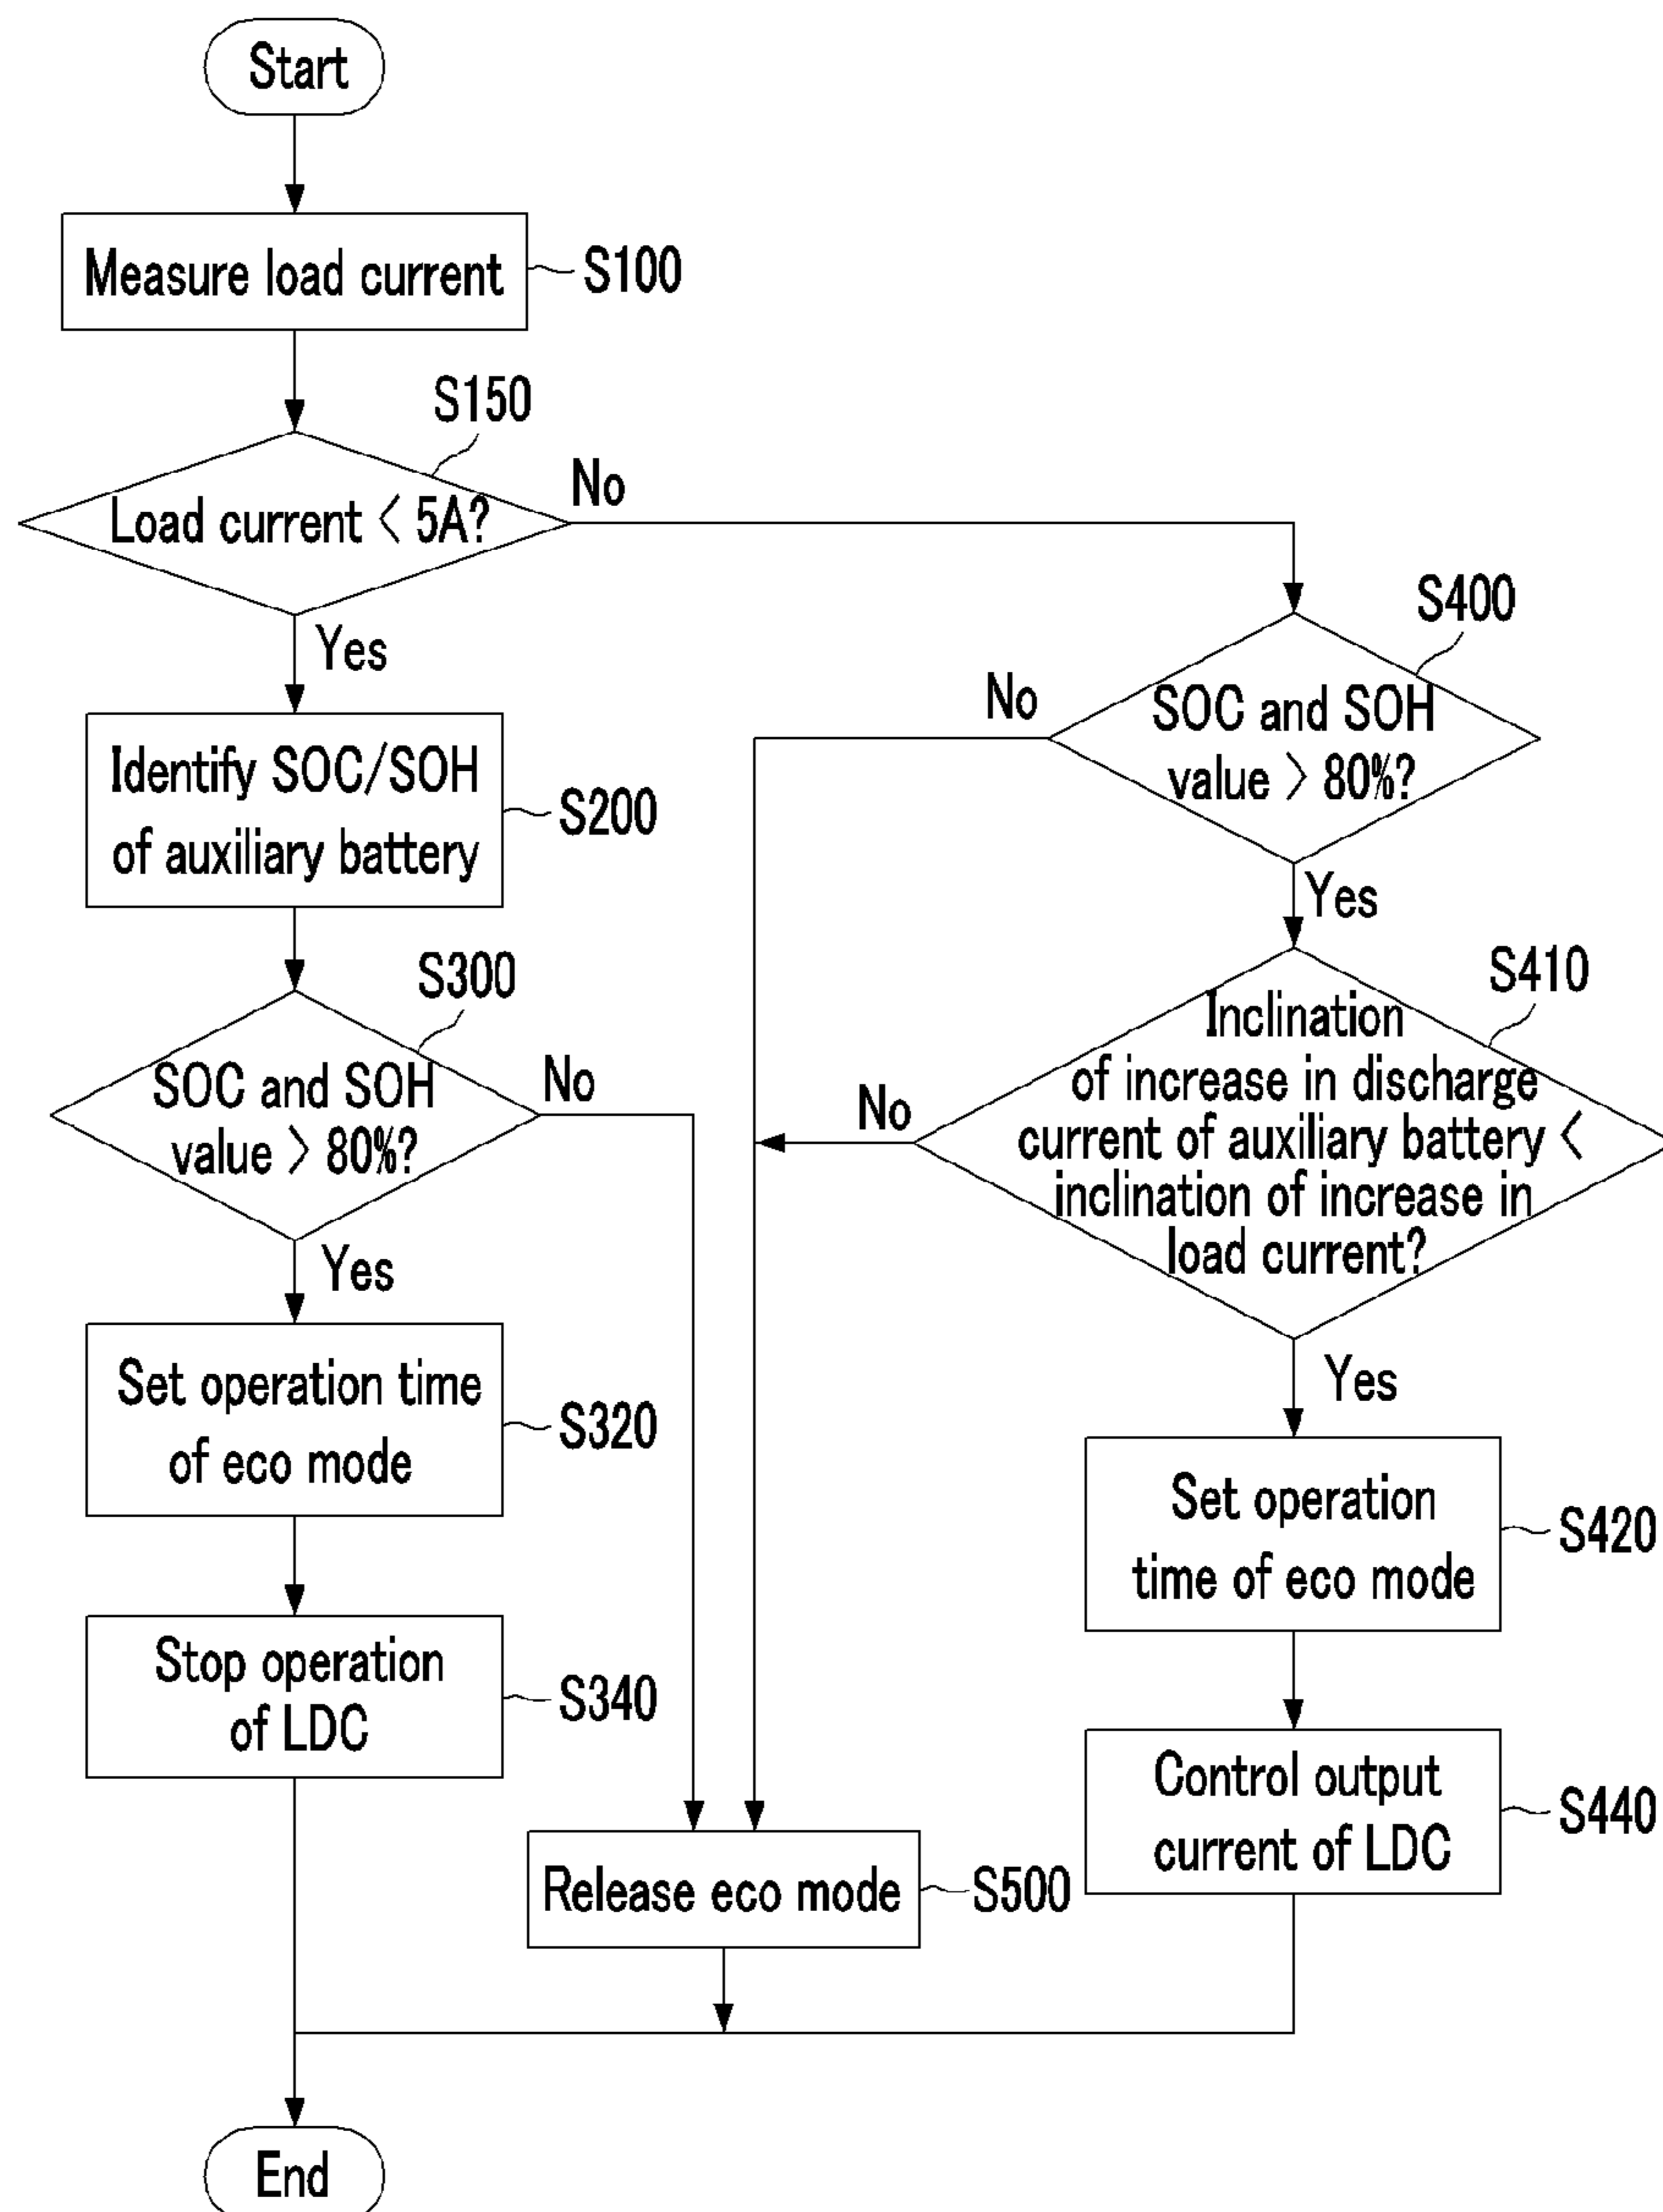 Start
Measure load current
S100
S150
Load current < 5A?
No
Yes
S400
SOC and SOH
value > 80%?
No
Yes
Identify SOC/SOH
of auxiliary battery
S200
S300
SOC and SOH
value > 80%?
No
Yes
S410
Inclination
of increase in discharge
current of auxiliary battery <
inclination of increase in
load current?
No
Yes
Set operation time
of eco mode
S320
Set operation
time of eco mode
S420
Stop operation
of LDC
S340
Control output
current of LDC
S440
Release eco mode
S500
End